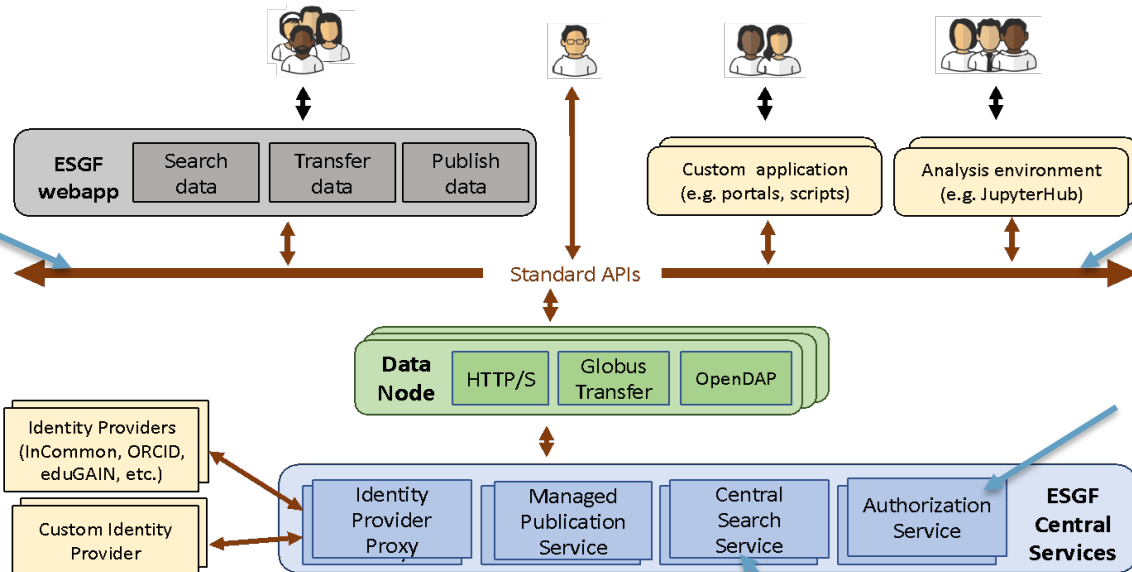 ESGF
webapp
Search
data
Transfer
data
Publish
data
Custom application
(e.g. portals, scripts)
Analysis environment
(e.g. JupyterHub)
Standard APIs
Data
Node
HTTP/S
Globus
Transfer
OpenDAP
Identity Providers
(InCommon, ORCID,
eduGAIN, etc.)
Custom Identity
Provider
Identity
Provider
Proxy
Managed
Publication
Service
Central
Search
Service
Authorization
Service
ESGF
Central
Services